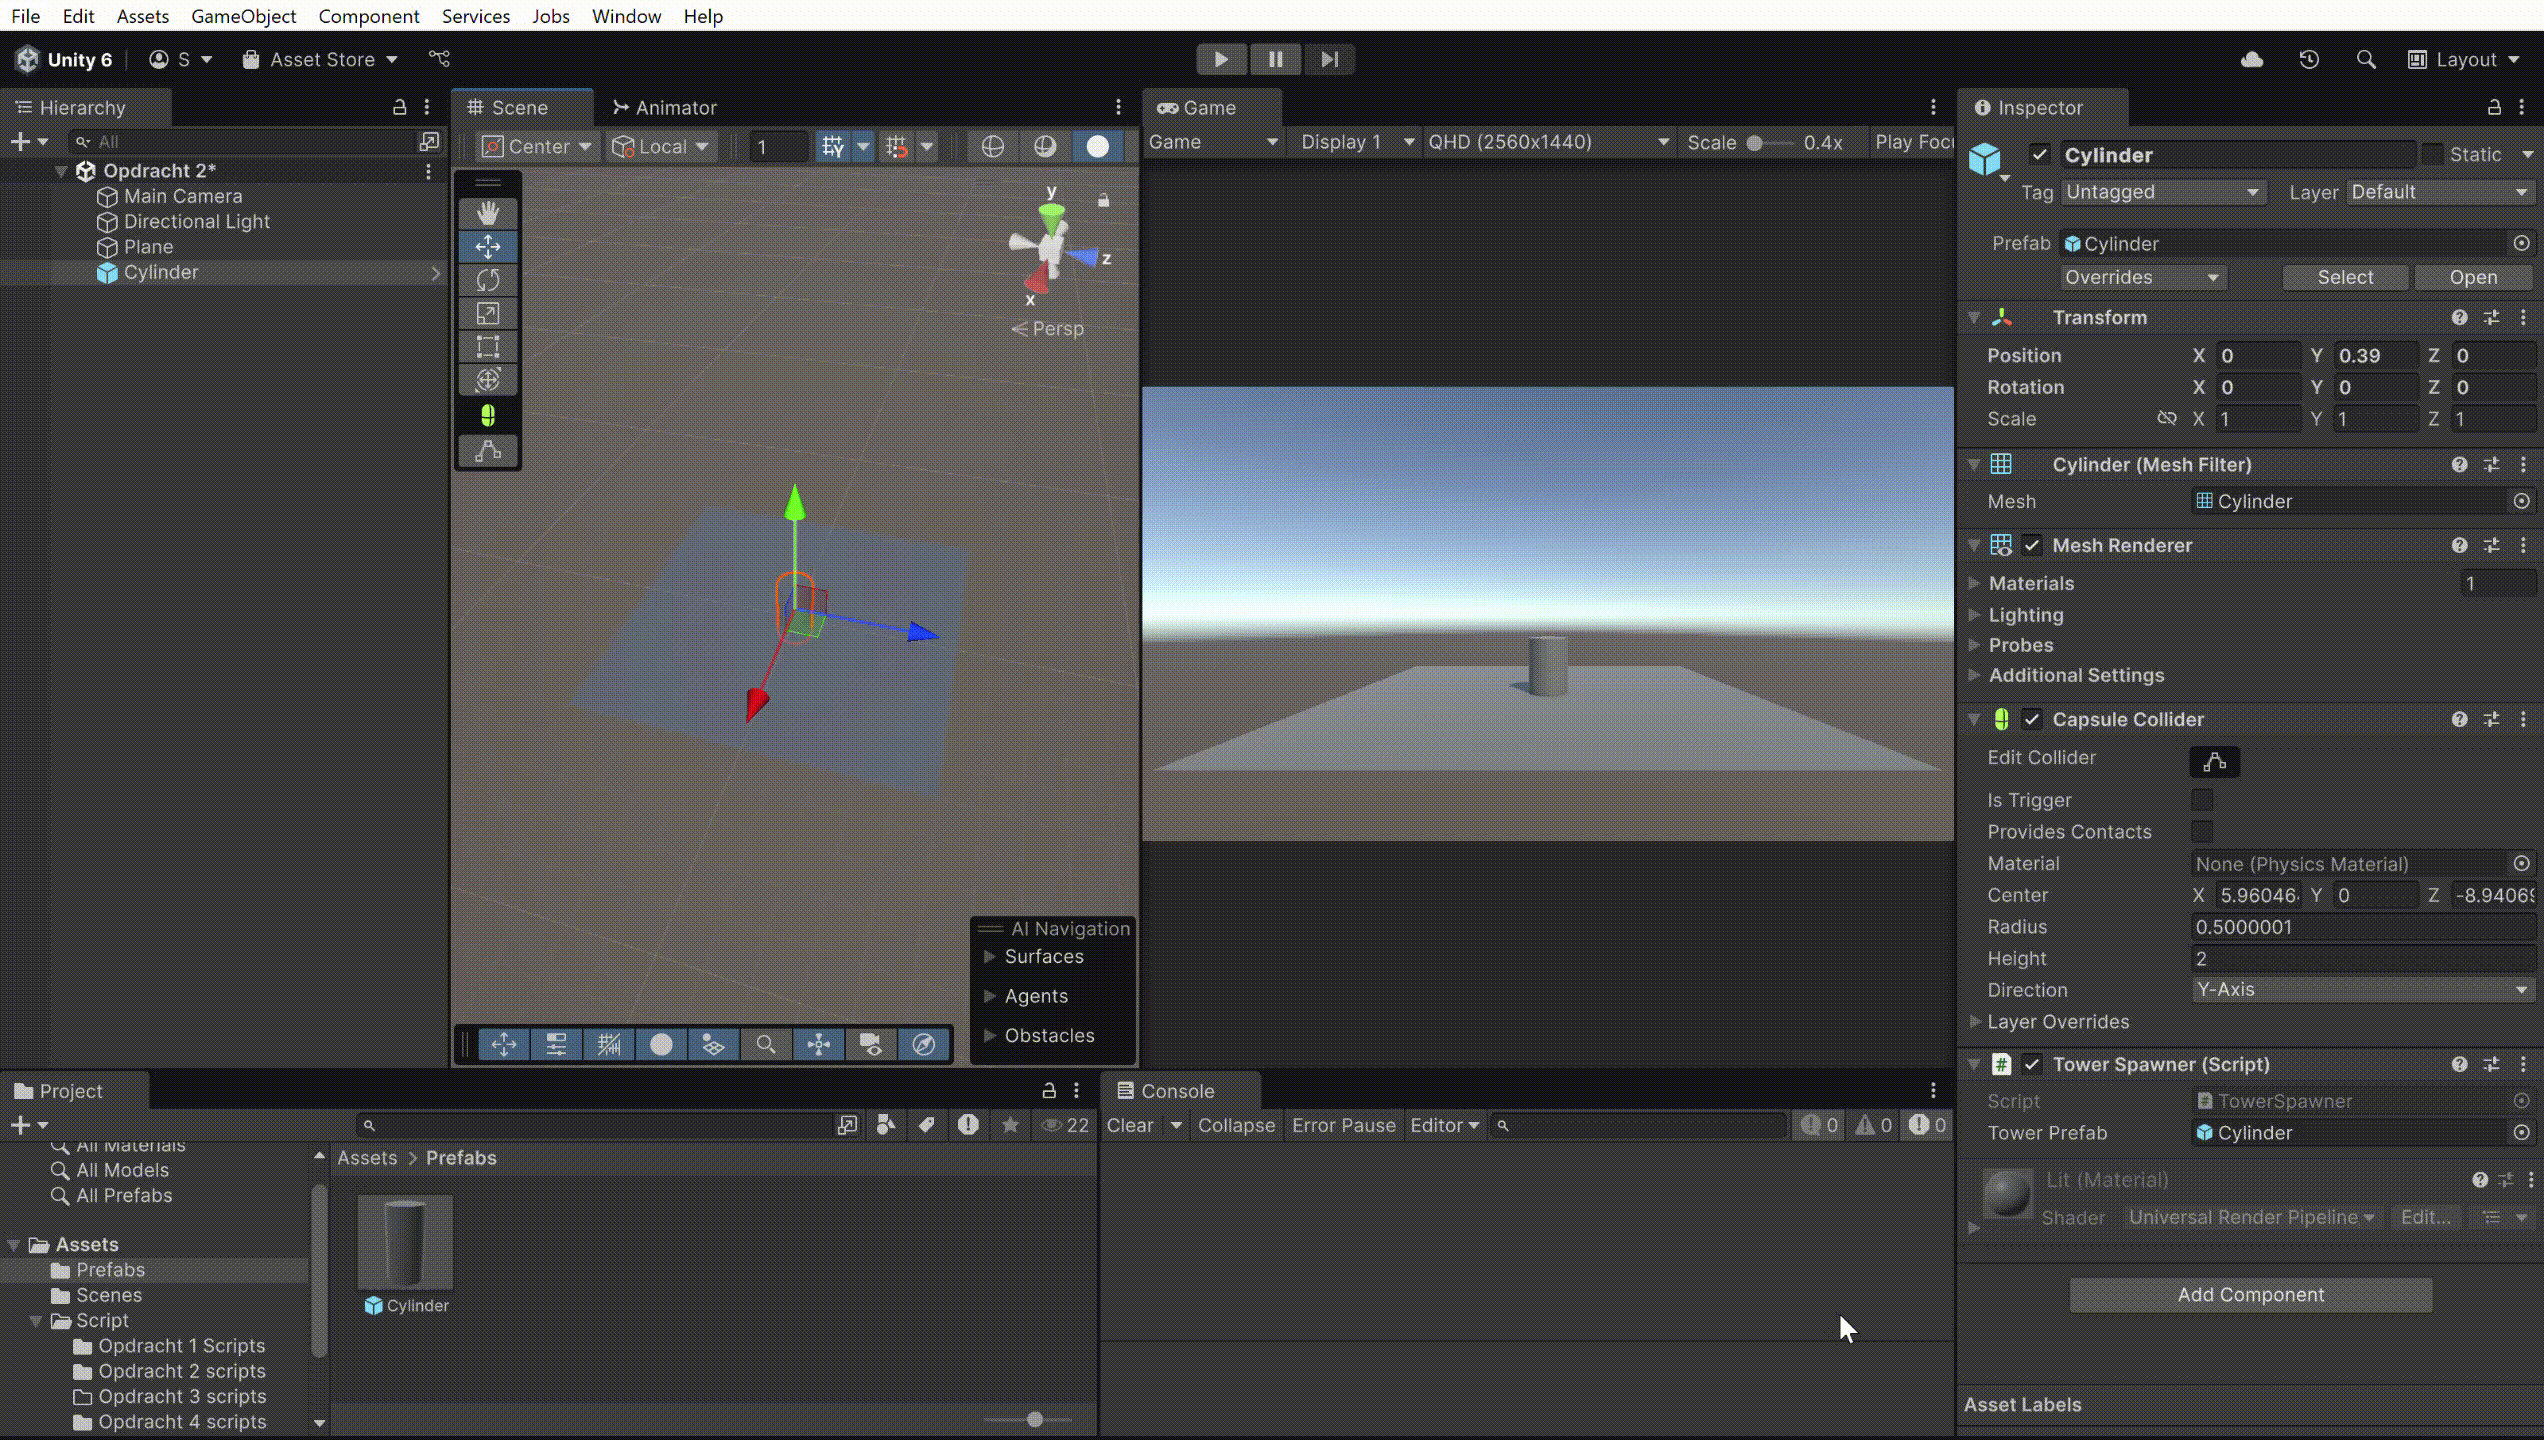 File Edit Assets GameObject Component Services Jobs Window Help
Unity 6 S Asset Store Layout
Hierarchy
All
Opdracht 2*
Main Camera
Directional Light
Plane
Cylinder
Scene Animator
Center Local 1
y
z
x
Persp
AI Navigation
Surfaces
Agents
Obstacles
Game
Game Display 1 QHD (2560x1440) Scale 0.4x Play Foc
Inspector
Cylinder Static
Tag Untagged Layer Default
Prefab Cylinder
Overrides Select Open
Transform
Position X 0 Y 0.39 Z 0
Rotation X 0 Y 0 Z 0
Scale X 1 Y 1 Z 1
Cylinder (Mesh Filter)
Mesh Cylinder
Mesh Renderer
Materials 1
Lighting
Probes
Additional Settings
Capsule Collider
Edit Collider
Is Trigger
Provides Contacts
Material None (Physics Material)
Center X 5.96046 Y 0 Z -8.94069
Radius 0.5000001
Height 2
Direction Y-Axis
Layer Overrides
# Tower Spawner (Script)
Script TowerSpawner
Tower Prefab Cylinder
Lit (Material)
Shader Universal Render Pipeline Edit...
Add Component
Asset Labels
Project
22
All Materials
All Models
All Prefabs
Assets
Prefabs
Scenes
Script
Opdracht 1 Scripts
Opdracht 2 scripts
Opdracht 3 scripts
Opdracht 4 scripts
Assets > Prefabs
Cylinder
Console
Clear Collapse Error Pause Editor 0 0 0